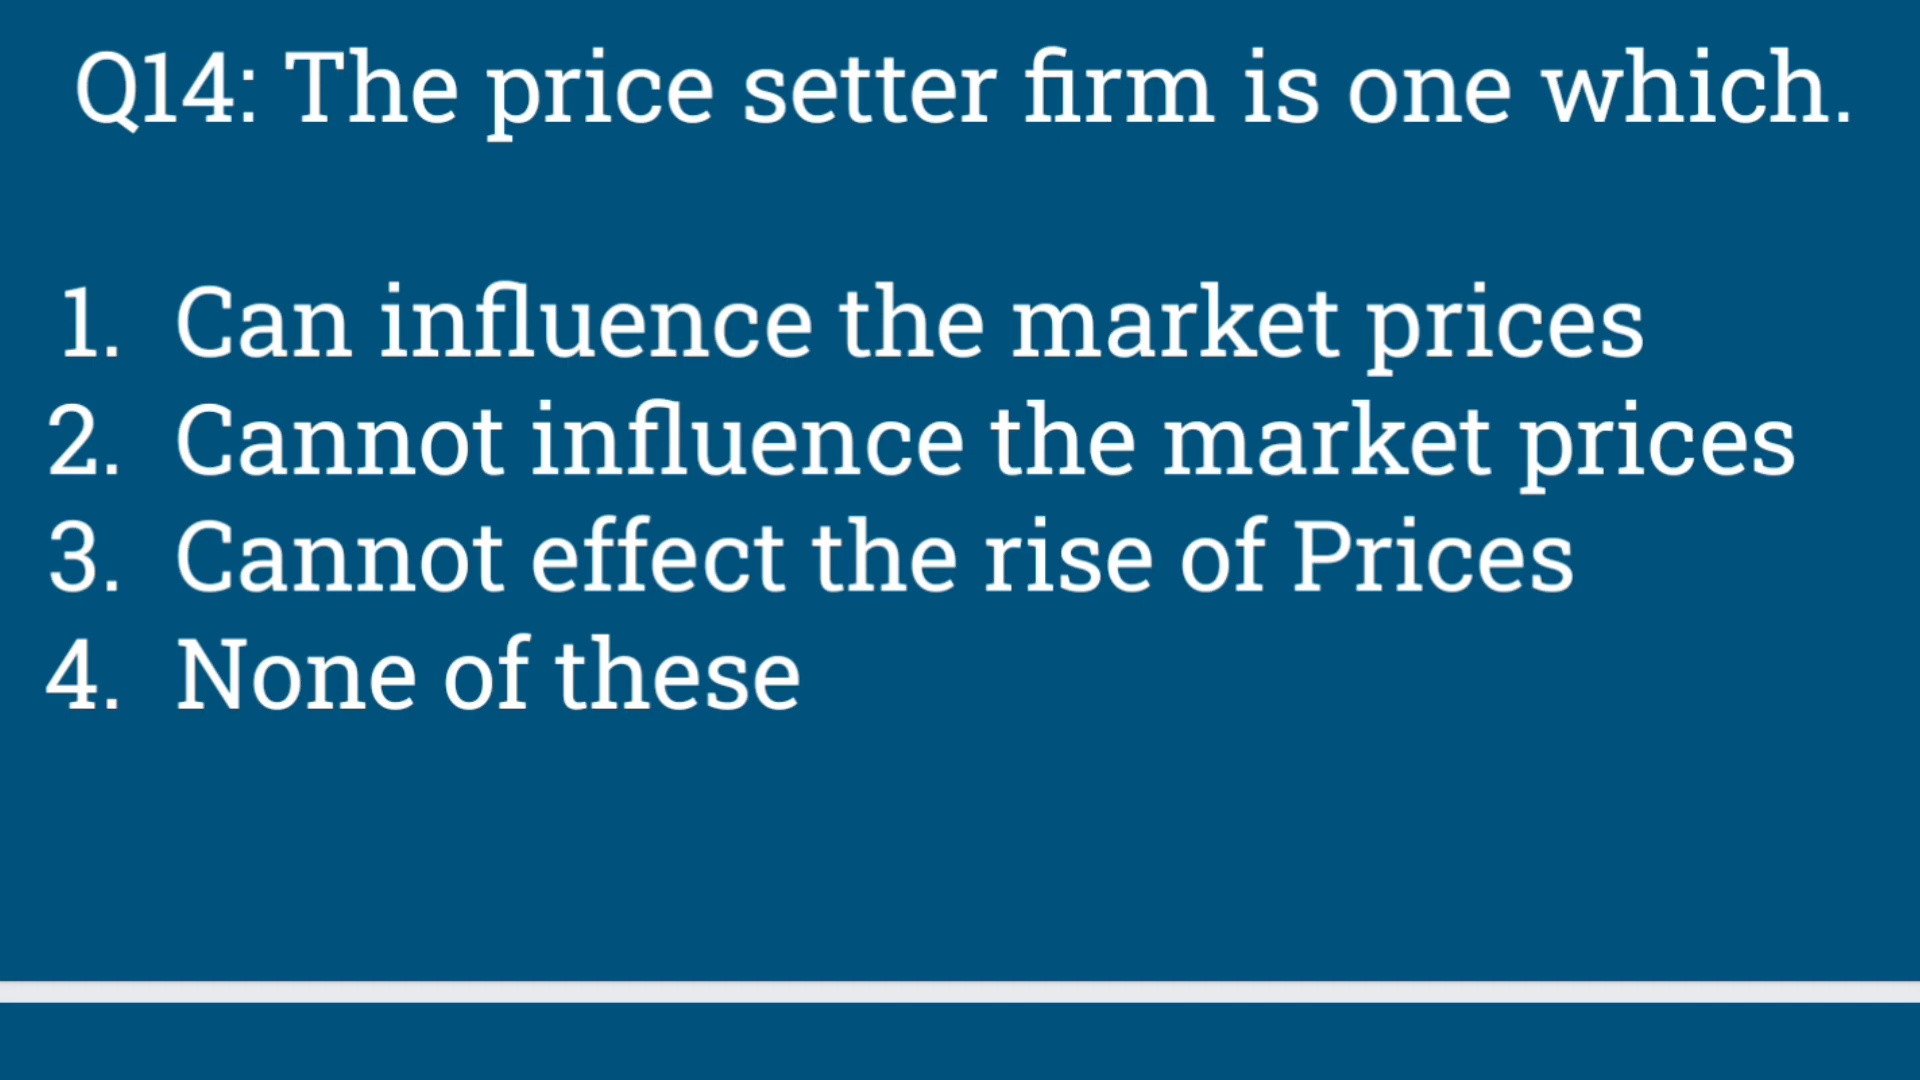 Q14: The price setter firm is one which.
1. Can influence the market prices
2. Cannot influence the market prices
3. Cannot effect the rise of Prices
4. None of these